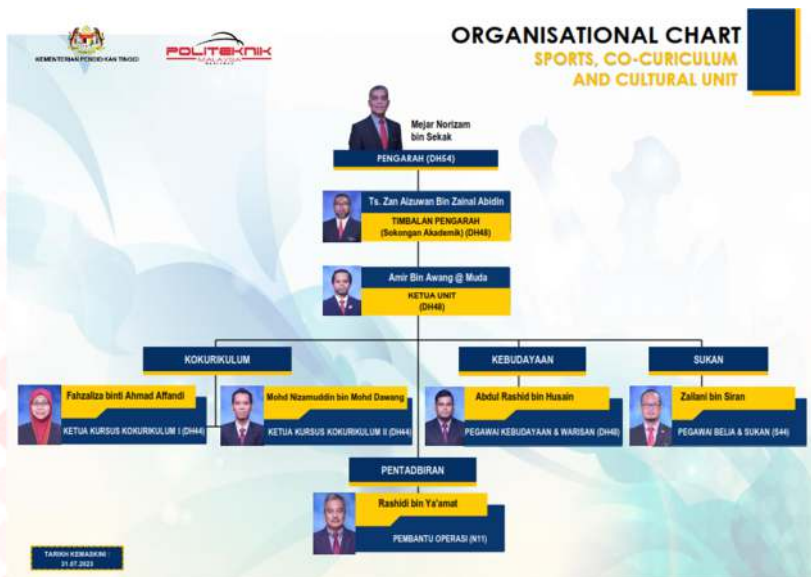 ORGANISATIONAL CHART
SPORTS, CO-CURICULUM
AND CULTURAL UNIT
KEMENTERIAN PENDIDIKAN TINGGI
POLITEKNIK
MALAYSIA
Mejar Norizam
bin Sekak
PENGARAH (DH54)
Ts. Zan Aizuwan Bin Zainal Abidin
TIMBALAN PENGARAH
(Sokongan Akademik) (DH48)
Amir Bin Awang @ Muda
KETUA UNIT
(DH48)
KOKURIKULUM
KEBUDAYAAN
SUKAN
Fahzaliza binti Ahmad Affandi
KETUA KURSUS KOKURIKULUM I (DH44)
Mohd Nizamuddin bin Mohd Dawang
KETUA KURSUS KOKURIKULUM II (DH44)
Abdul Rashid bin Husain
PEGAWAI KEBUDAYAAN & WARISAN (DH48)
Zailani bin Siran
PEGAWAI BELIA & SUKAN (S44)
PENTADBIRAN
Rashidi bin Ya'amat
PEMBANTU OPERASI (N11)
TARIKH KEMASKINI :
31.07.2023